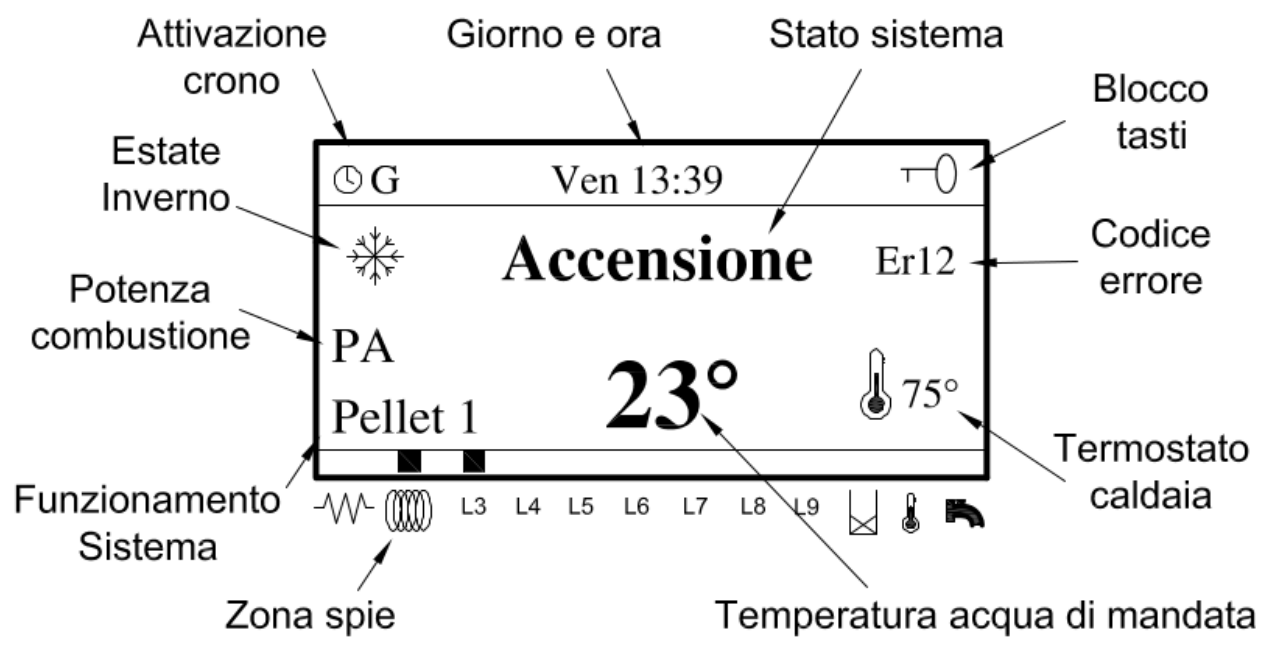 Attivazione
crono
Giorno e ora
Stato sistema
Blocco
tasti
Estate
Inverno
G
Ven 13:39
Accensione
Er12
Codice
errore
Potenza
combustione
PA
23°
75°
Pellet 1
Termostato
caldaia
Funzionamento
Sistema
L3 L4 L5 L6 L7 L8 L9
Zona spie
Temperatura acqua di mandata